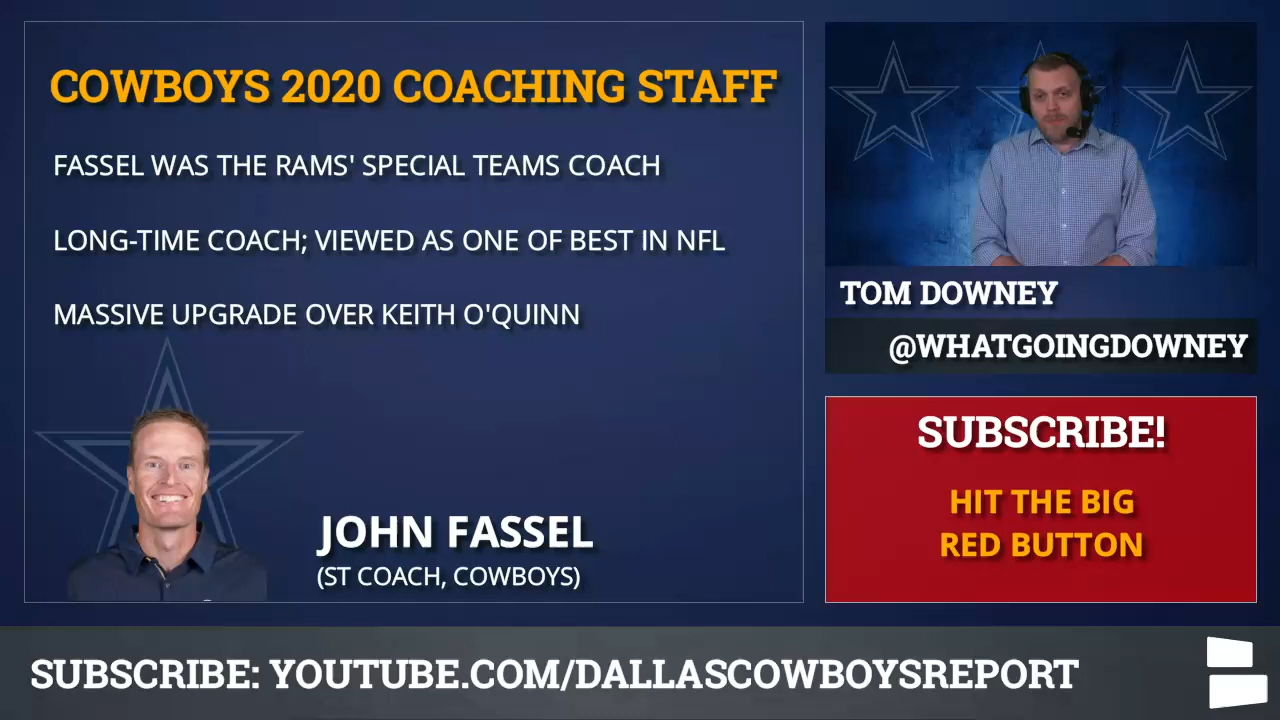 COWBOYS 2020 COACHING STAFF
FASSEL WAS THE RAMS' SPECIAL TEAMS COACH
LONG-TIME COACH; VIEWED AS ONE OF BEST IN NFL
MASSIVE UPGRADE OVER KEITH O'QUINN
JOHN FASSEL
(ST COACH, COWBOYS)
TOM DOWNEY
@WHATGOINGDOWNEY
SUBSCRIBE!
HIT THE BIG
RED BUTTON
SUBSCRIBE: YOUTUBE.COM/DALLASCOWBOYSREPORT